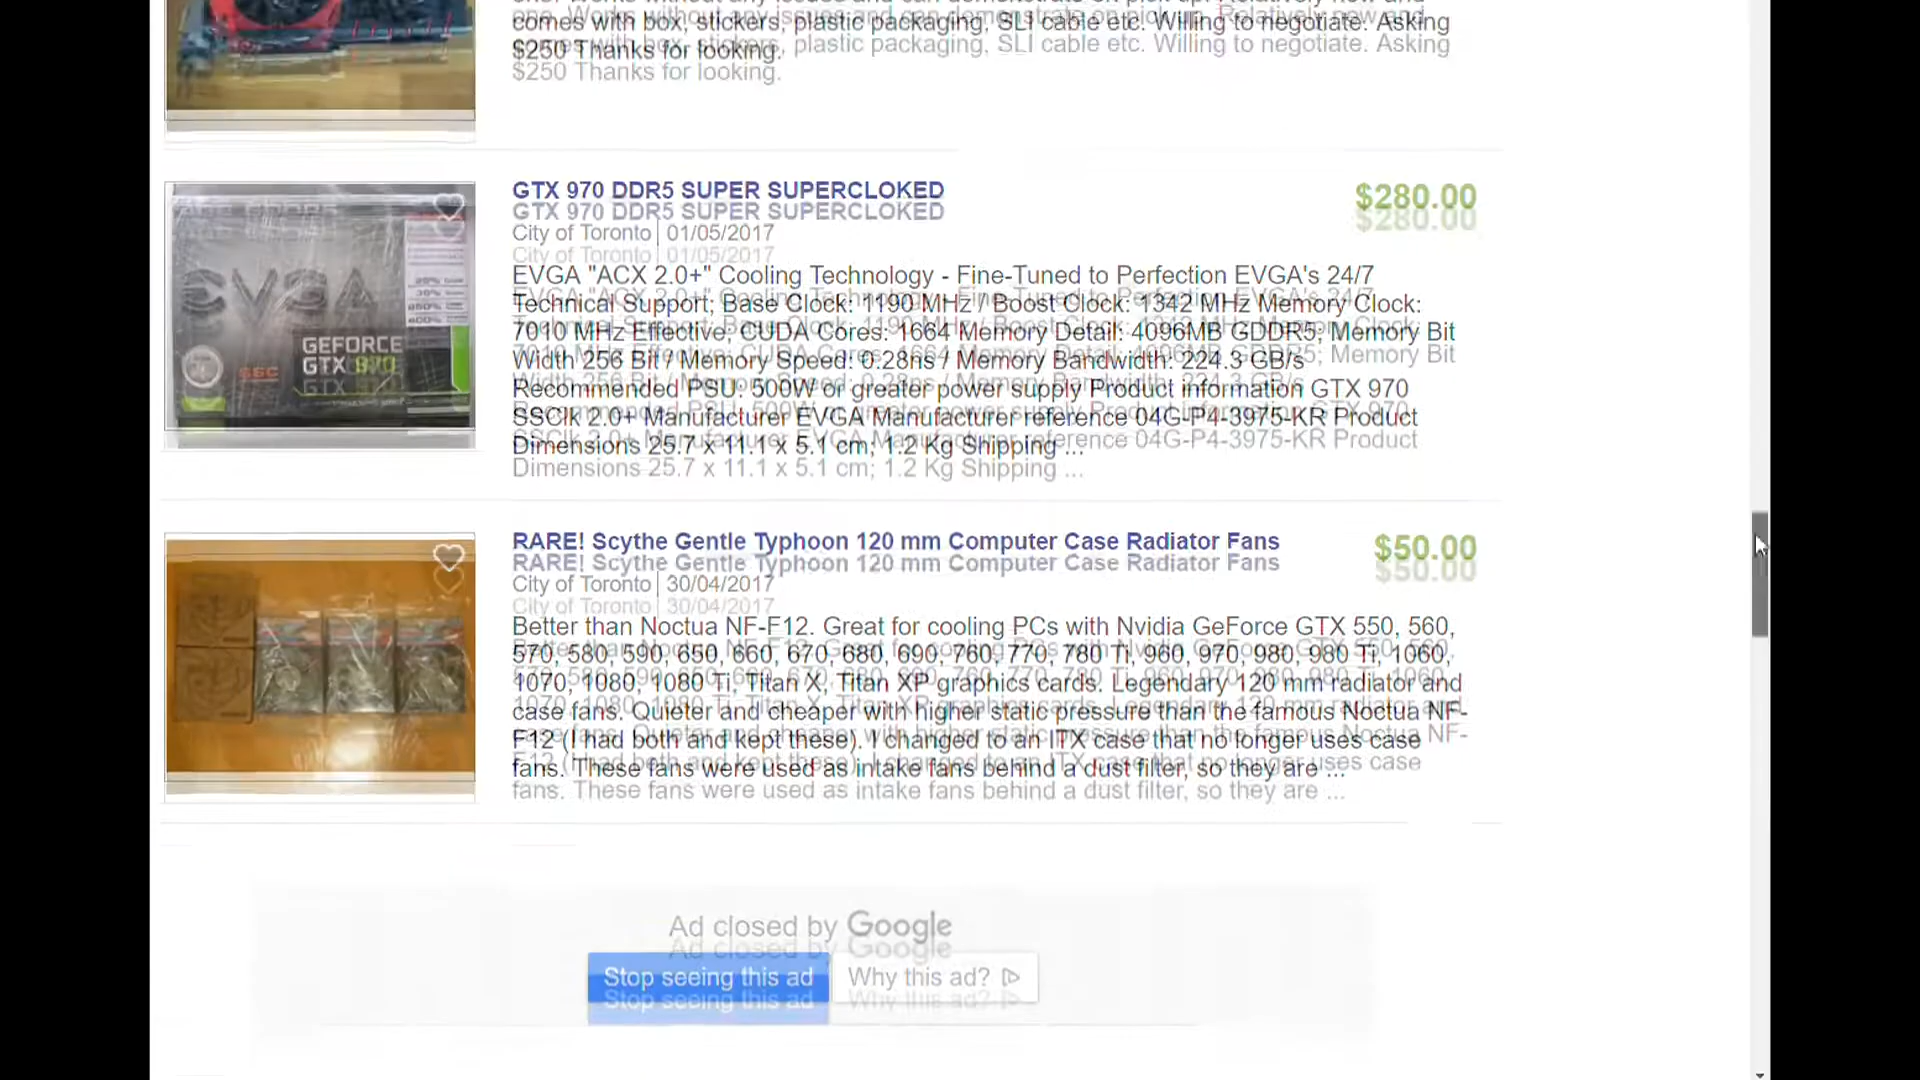 comes with box, stickers, plastic packaging, SLI cable etc. Willing to negotiate. Asking
$250 Thanks for looking.
GTX 970 DDR5 SUPER SUPERCLOKED
$280.00
City of Toronto | 01/05/2017
EVGA "ACX 2.0+" Cooling Technology - Fine-Tuned to Perfection EVGA's 24/7
Technical Support; Base Clock: 1190 MHz / Boost Clock: 1342 MHz Memory Clock:
7010 MHz Effective; CUDA Cores: 1664 Memory Detail: 4096MB GDDR5; Memory Bit
Width 256 Bit / Memory Speed: 0.28ns / Memory Bandwidth: 224.3 GB/s
Recommended PSU: 500W or greater power supply Product information GTX 970
SSClk 2.0+ Manufacturer EVGA Manufacturer reference 04G-P4-3975-KR Product
Dimensions 25.7 x 11.1 x 5.1 cm; 1.2 Kg Shipping ...
EVGA
GEFORCE
GTX 970
SSC
RARE! Scythe Gentle Typhoon 120 mm Computer Case Radiator Fans
$50.00
City of Toronto | 30/04/2017
Better than Noctua NF-F12. Great for cooling PCs with Nvidia GeForce GTX 550, 560,
570, 580, 590, 650, 660, 670, 680, 690, 760, 770, 780 Ti, 960, 970, 980, 980 Ti, 1060,
1070, 1080, 1080 Ti, Titan X, Titan XP graphics cards. Legendary 120 mm radiator and
case fans. Quieter and cheaper with higher static pressure than the famous Noctua NF-
F12 (I had both and kept these). I changed to an ITX case that no longer uses case
fans. These fans were used as intake fans behind a dust filter, so they are ...
Ad closed by Google
Stop seeing this ad
Why this ad?